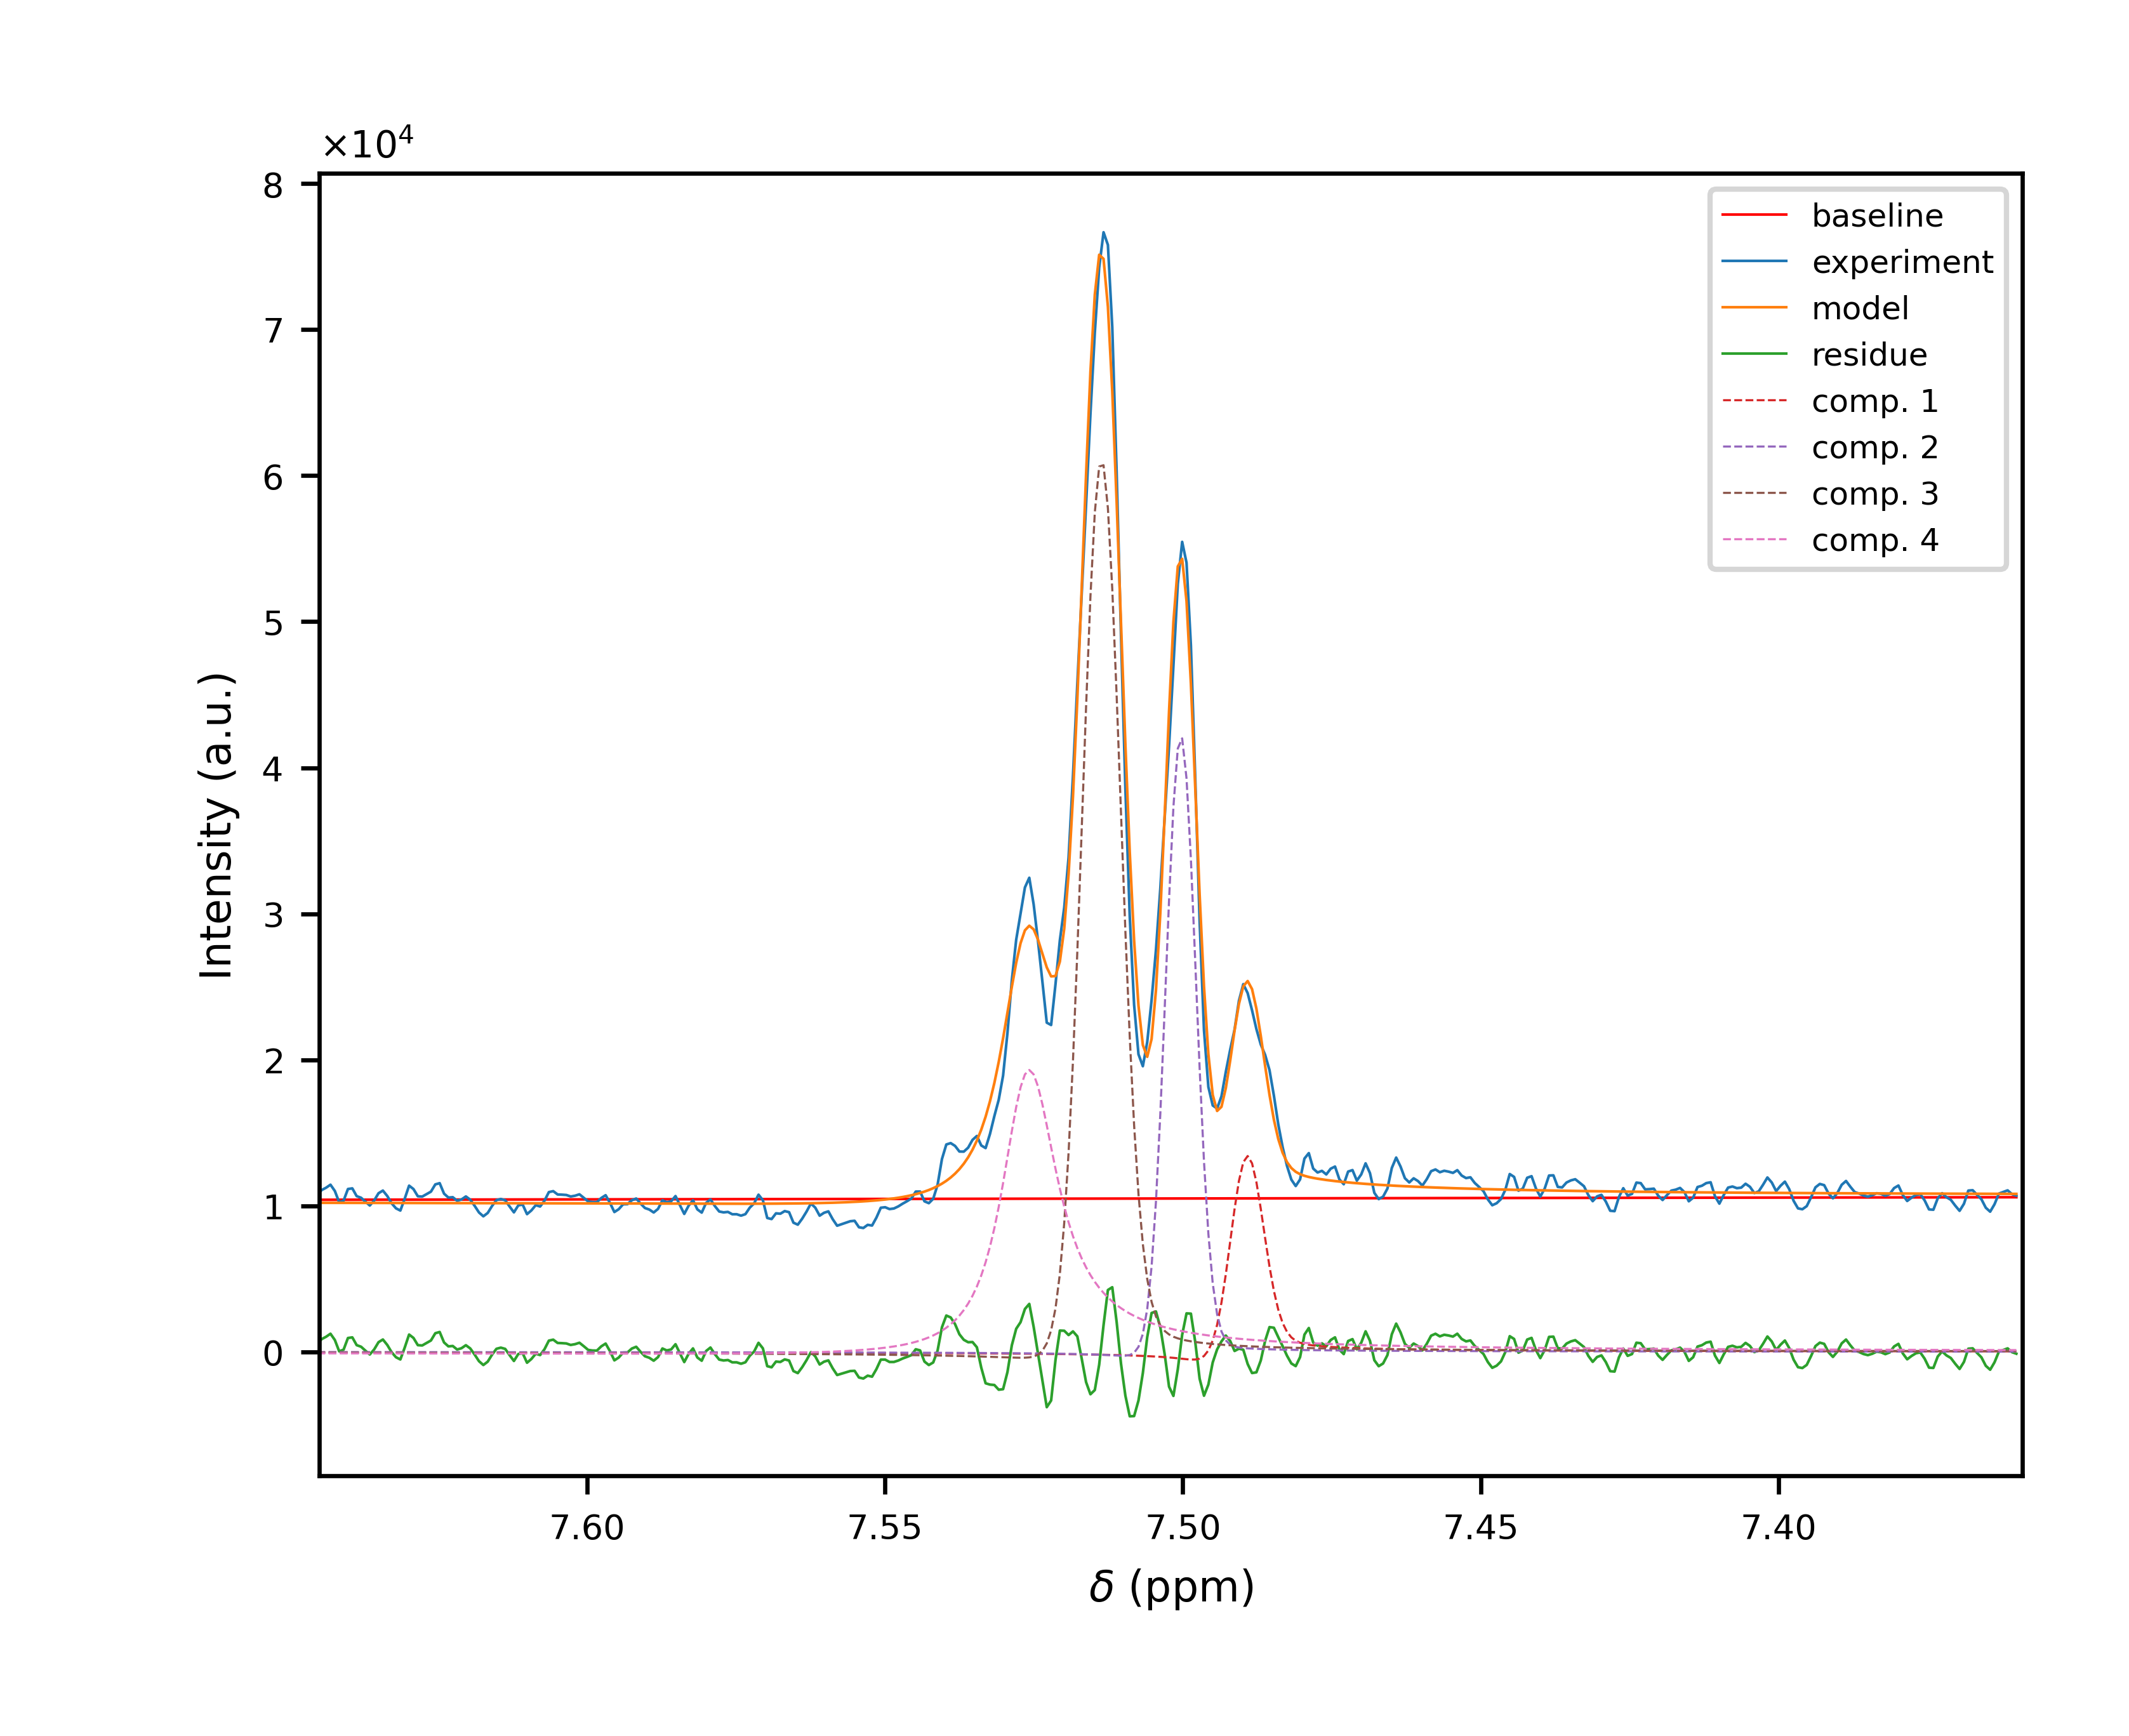 ×10⁴
8
7
6
5
4
3
2
1
0
Intensity (a.u.)
baseline
experiment
model
residue
comp. 1
comp. 2
comp. 3
comp. 4
7.60 7.55 7.50 7.45 7.40
δ (ppm)